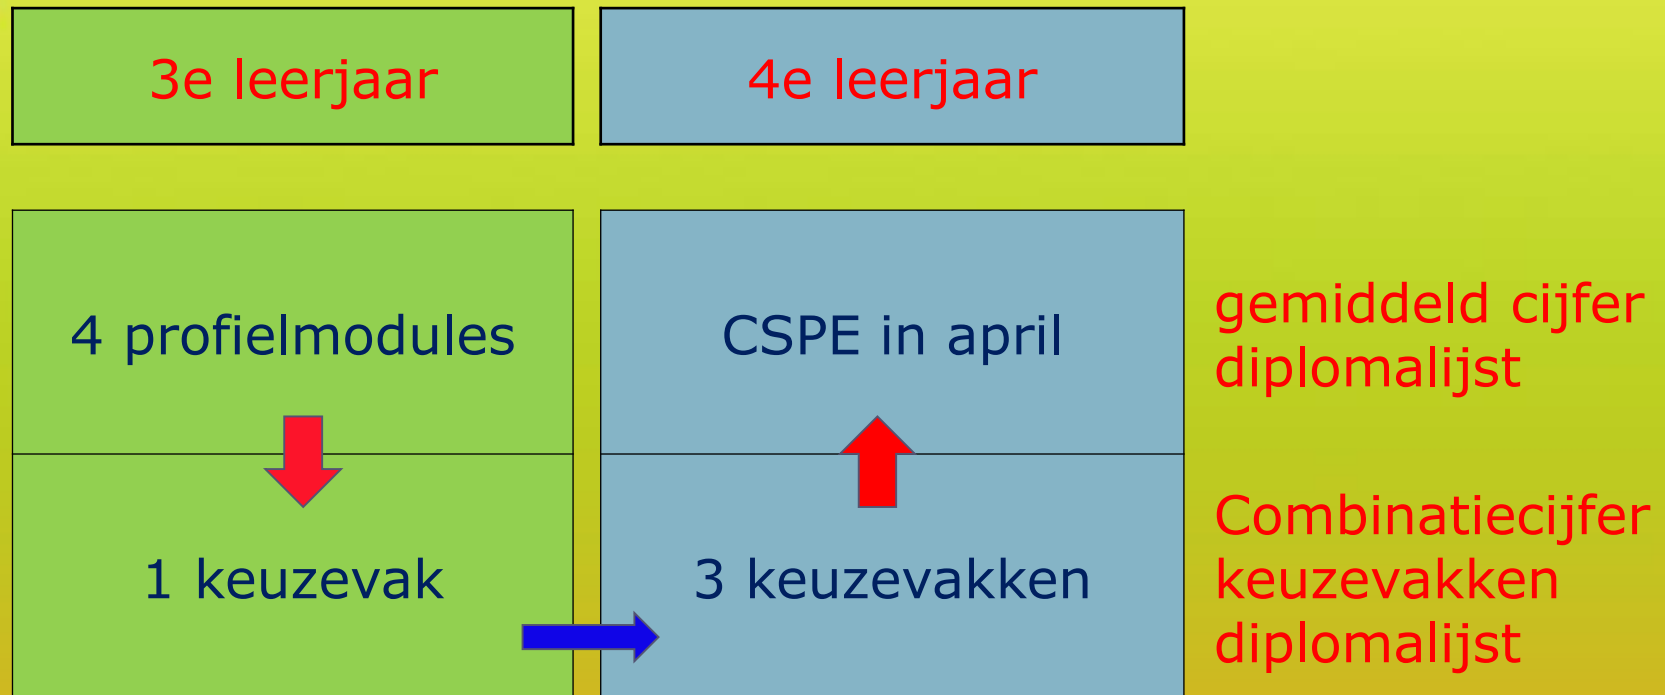 3e leerjaar
4e leerjaar
4 profielmodules
CSPE in april
gemiddeld cijfer
diplomalijst
1 keuzevak
3 keuzevakken
Combinatiecijfer
keuzevakken
diplomalijst